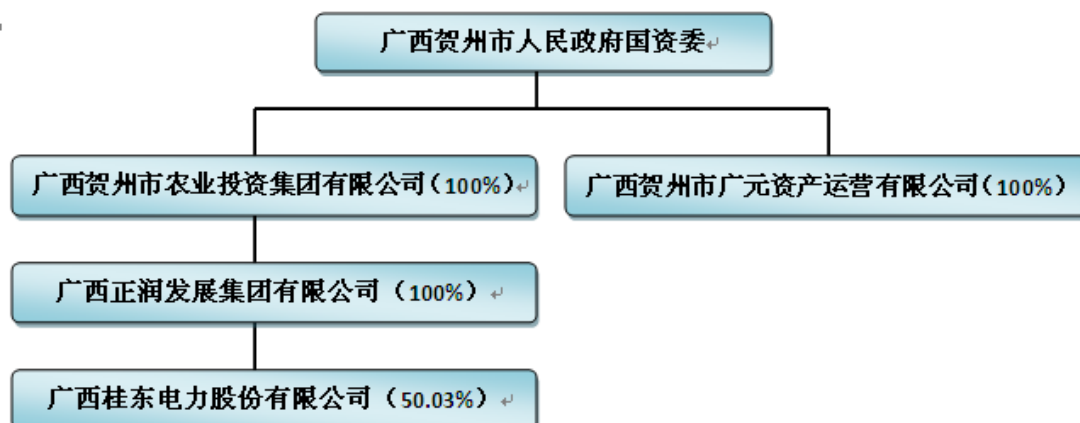 广西贺州市人民政府国资委
广西贺州市农业投资集团有限公司（100%）
广西贺州市广元资产运营有限公司（100%）
广西正润发展集团有限公司（100%）
广西桂东电力股份有限公司（50.03%）